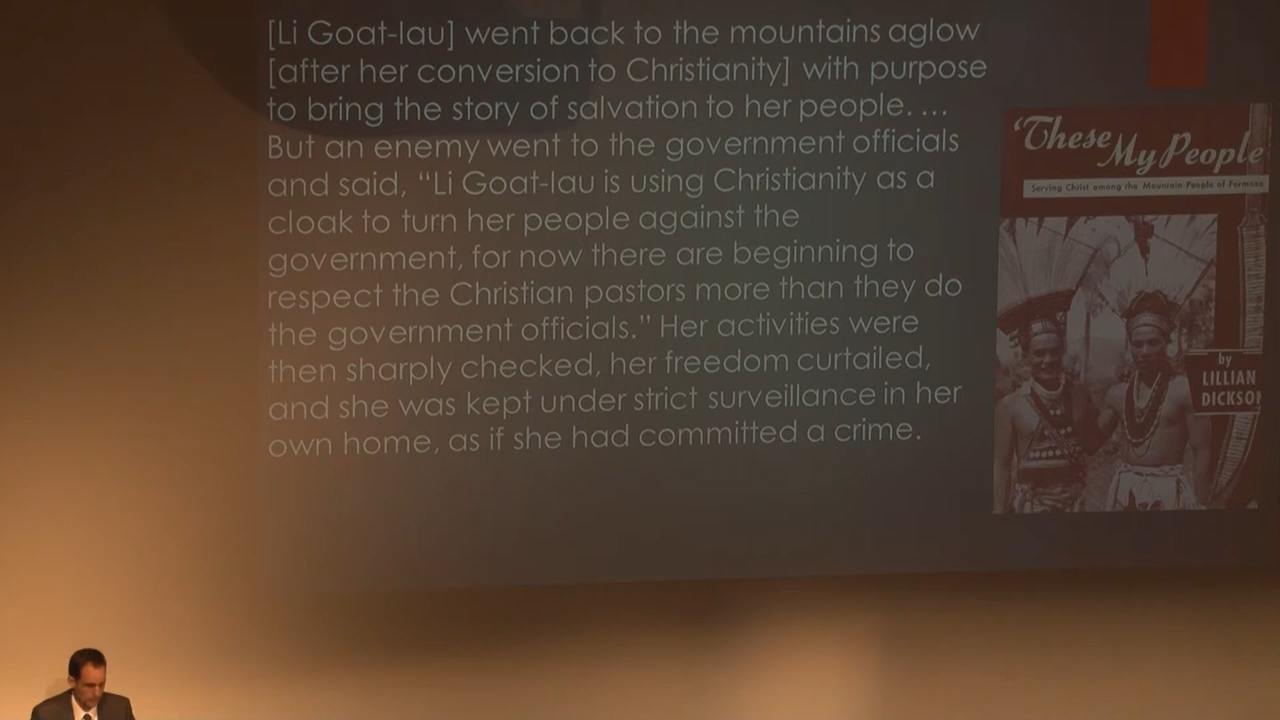 [Li Goat-lau] went back to the mountains aglow
[after her conversion to Christianity] with purpose
to bring the story of salvation to her people. ...
But an enemy went to the government officials
and said, “Li Goat-lau is using Christianity as a
cloak to turn her people against the
government, for now there are beginning to
respect the Christian pastors more than they do
the government officials.” Her activities were
then sharply checked, her freedom curtailed,
and she was kept under strict surveillance in her
own home, as if she had committed a crime.
‘These
My People
Serving Christ among the Mountain People of Formosa
by
LILLIAN
DICKSON